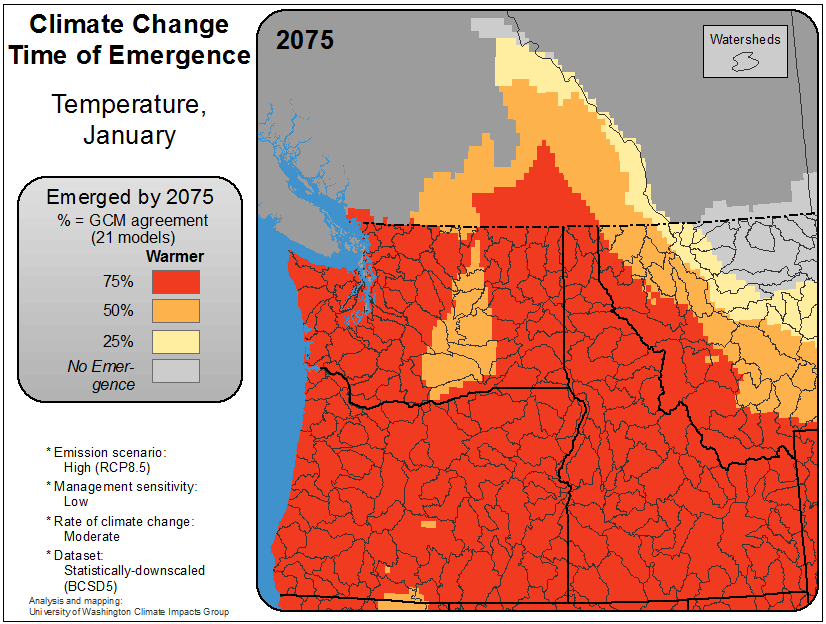 Climate Change
Time of Emergence
Temperature,
January
Emerged by 2075
% = GCM agreement
(21 models)
Warmer
75%
50%
25%
No Emer-
gence
* Emission scenario:
High (RCP8.5)
* Management sensitivity:
Low
* Rate of climate change:
Moderate
* Dataset:
Statistically-downscaled
(BCSD5)
Analysis and mapping:
University of Washington Climate Impacts Group
2075
Watersheds